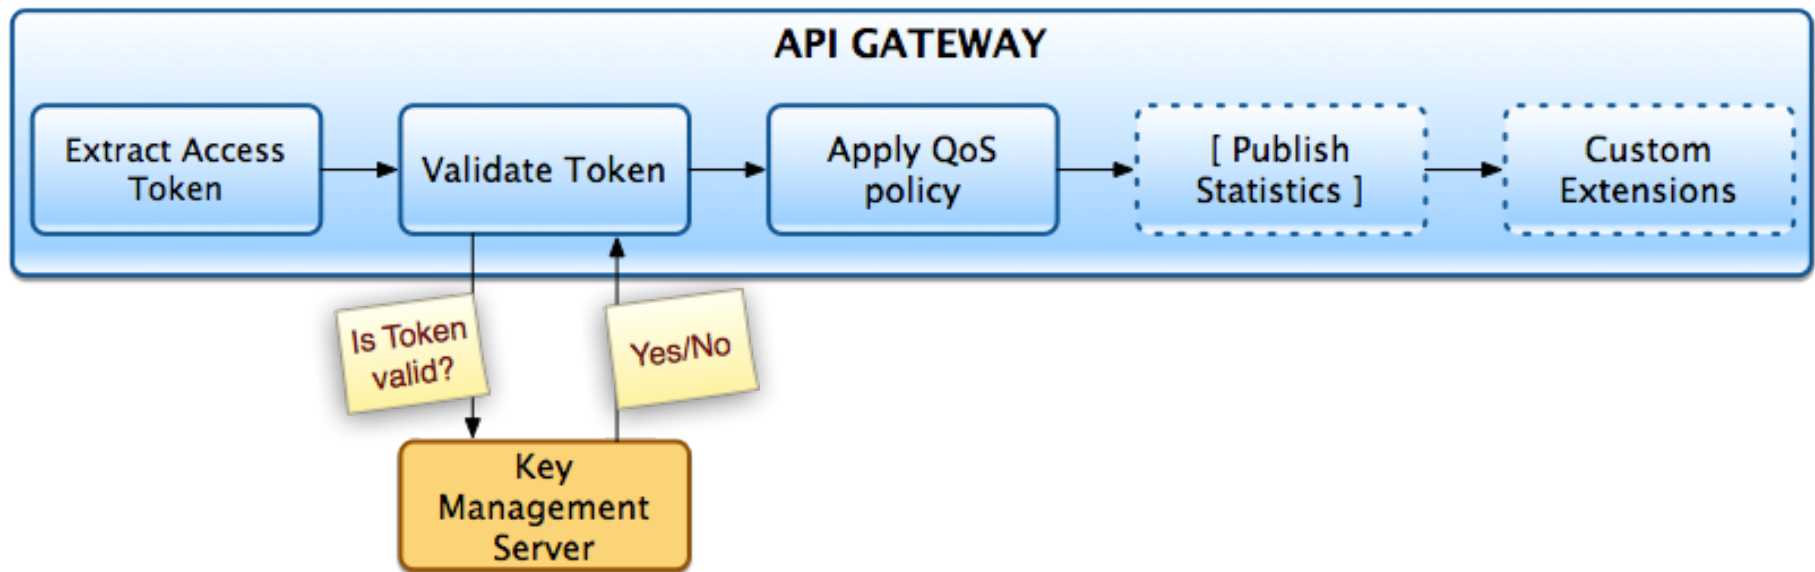 API GATEWAY
Extract Access
Token
Validate Token
Apply QoS
policy
[ Publish
Statistics ]
Custom
Extensions
Is Token
valid?
Yes/No
Key
Management
Server